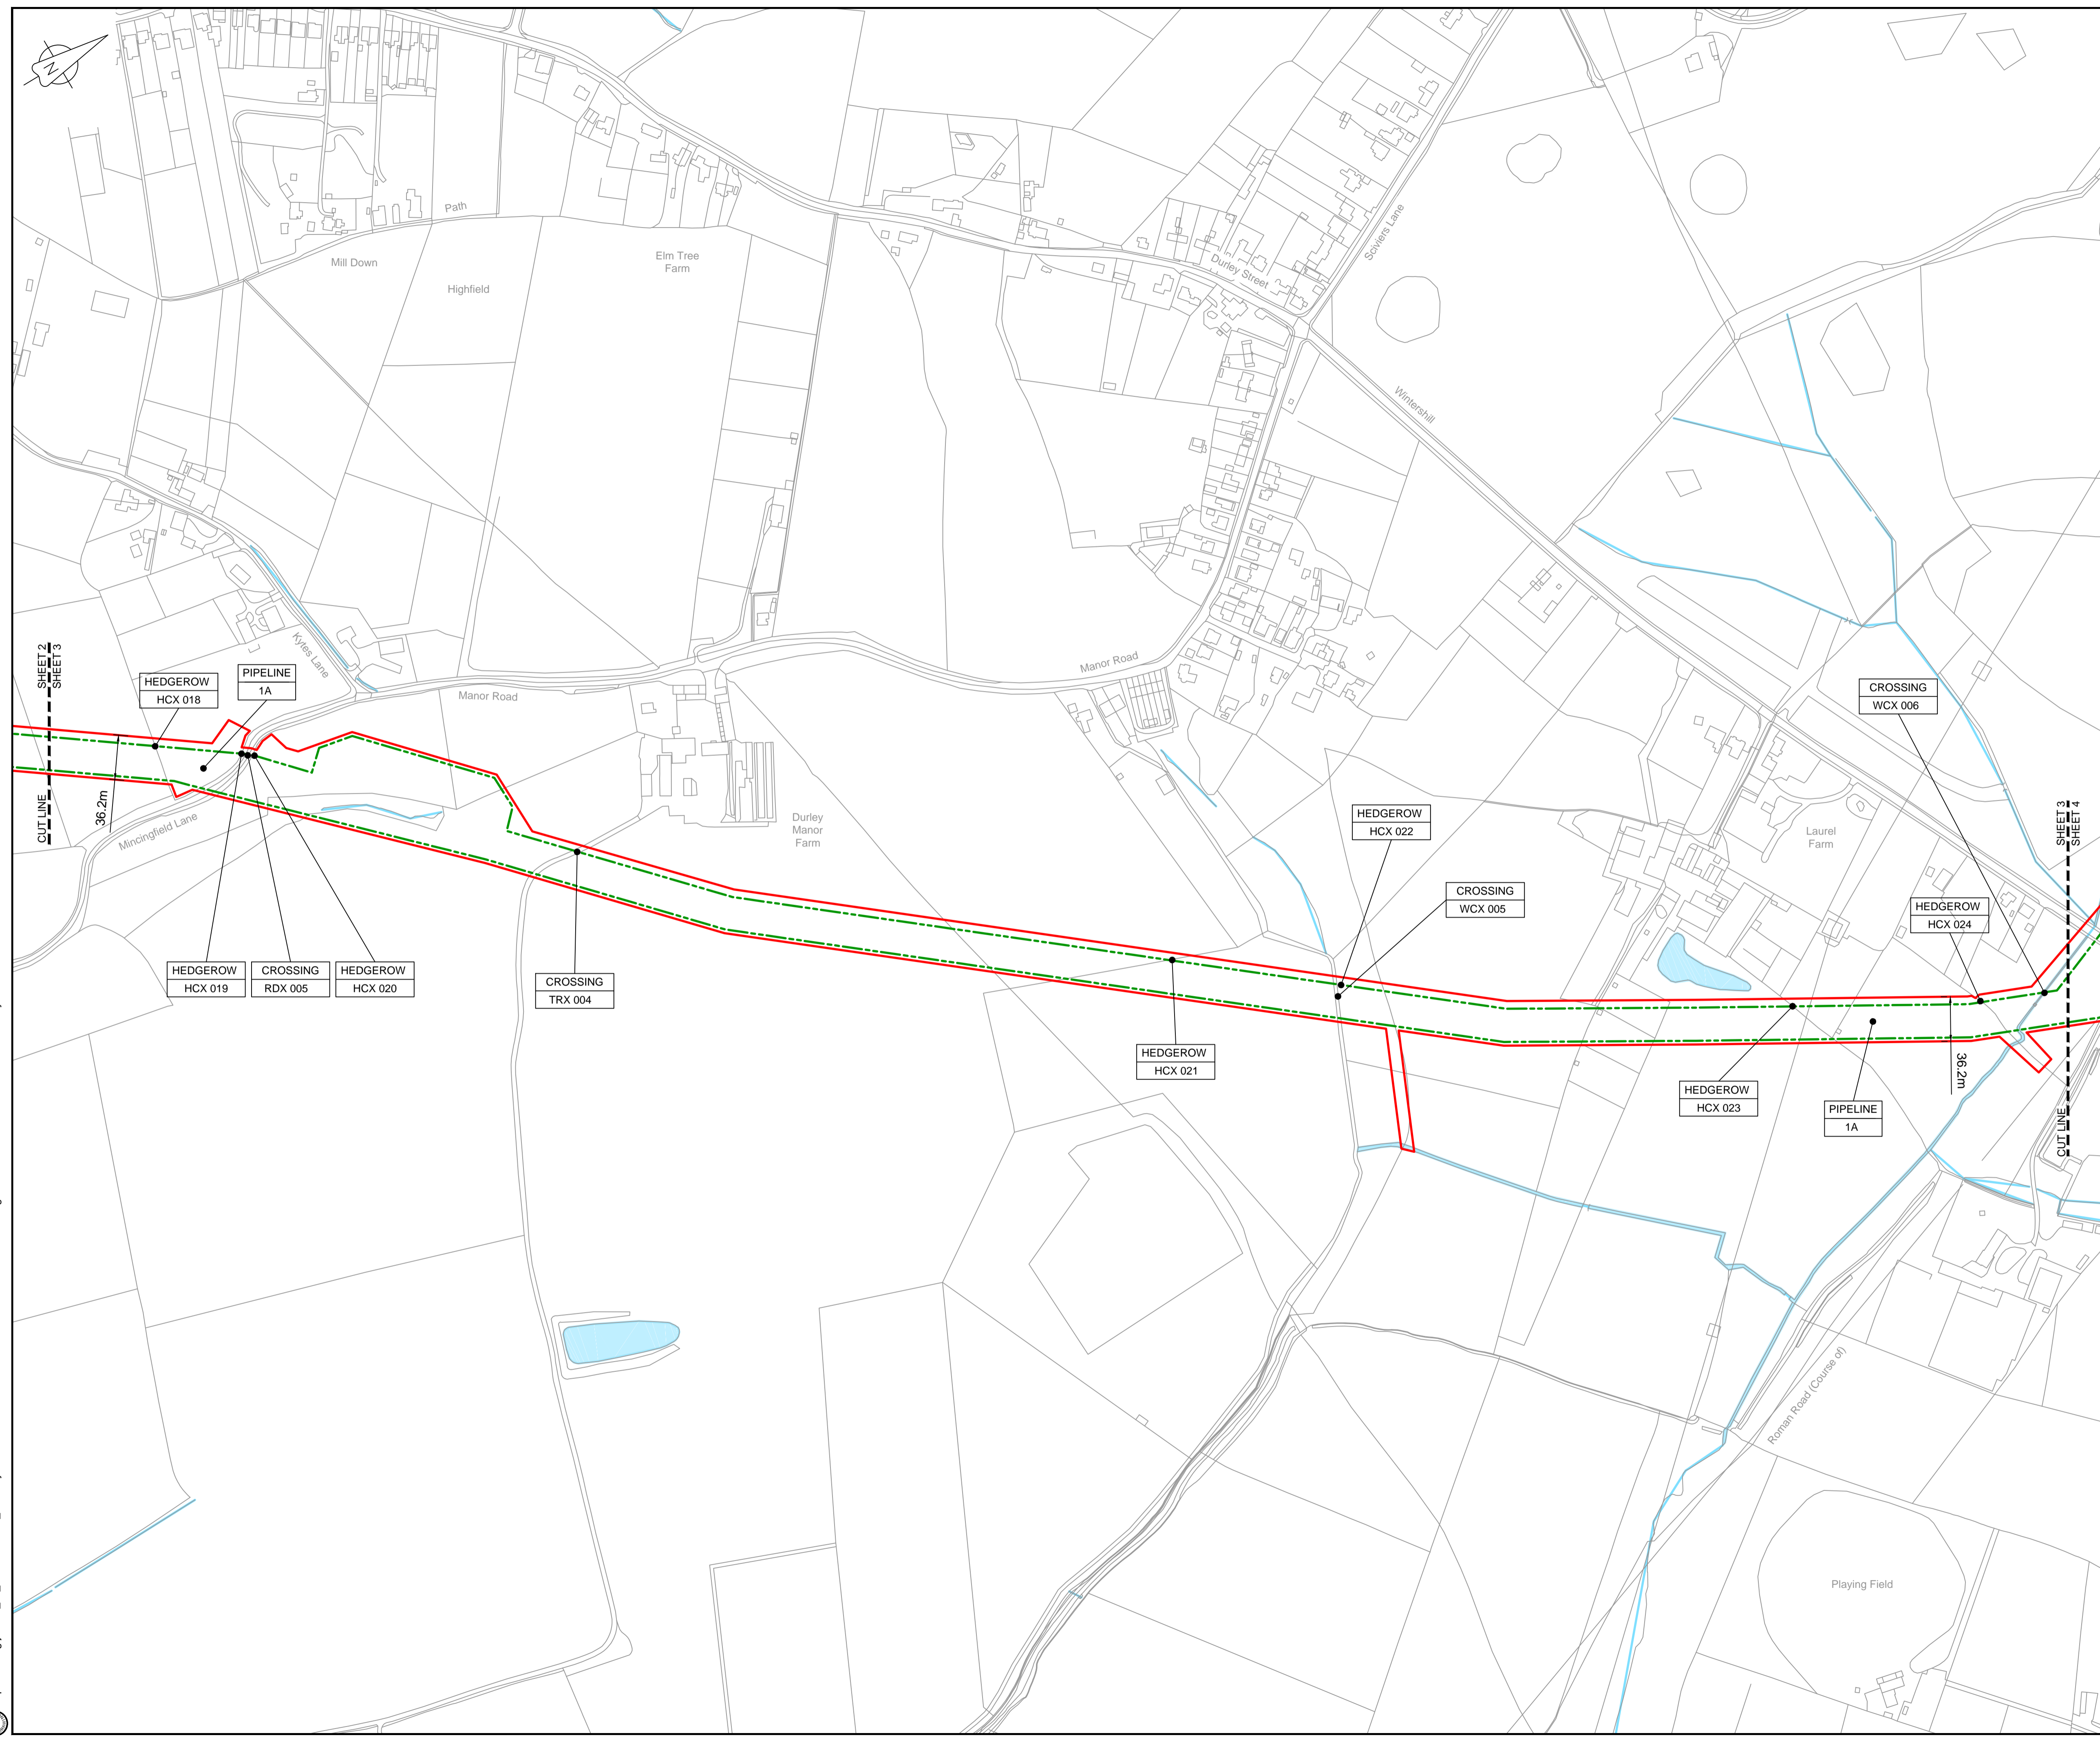 N
Path
Mill Down
Highfield
Elm Tree
Farm
Durley Street
Sciviers Lane
Wintershill
Kytes Lane
Manor Road
Manor Road
SHEET 2
SHEET 3
CUT LINE
HEDGEROW
HCX 018
PIPELINE
1A
36.2m
Mincingfield Lane
Durley
Manor
Farm
HEDGEROW
HCX 019
CROSSING
RDX 005
HEDGEROW
HCX 020
CROSSING
TRX 004
HEDGEROW
HCX 021
HEDGEROW
HCX 022
CROSSING
WCX 005
CROSSING
WCX 006
Laurel
Farm
HEDGEROW
HCX 024
SHEET 3
SHEET 4
CUT LINE
HEDGEROW
HCX 023
PIPELINE
1A
36.2m
Roman Road (Course of)
Playing Field